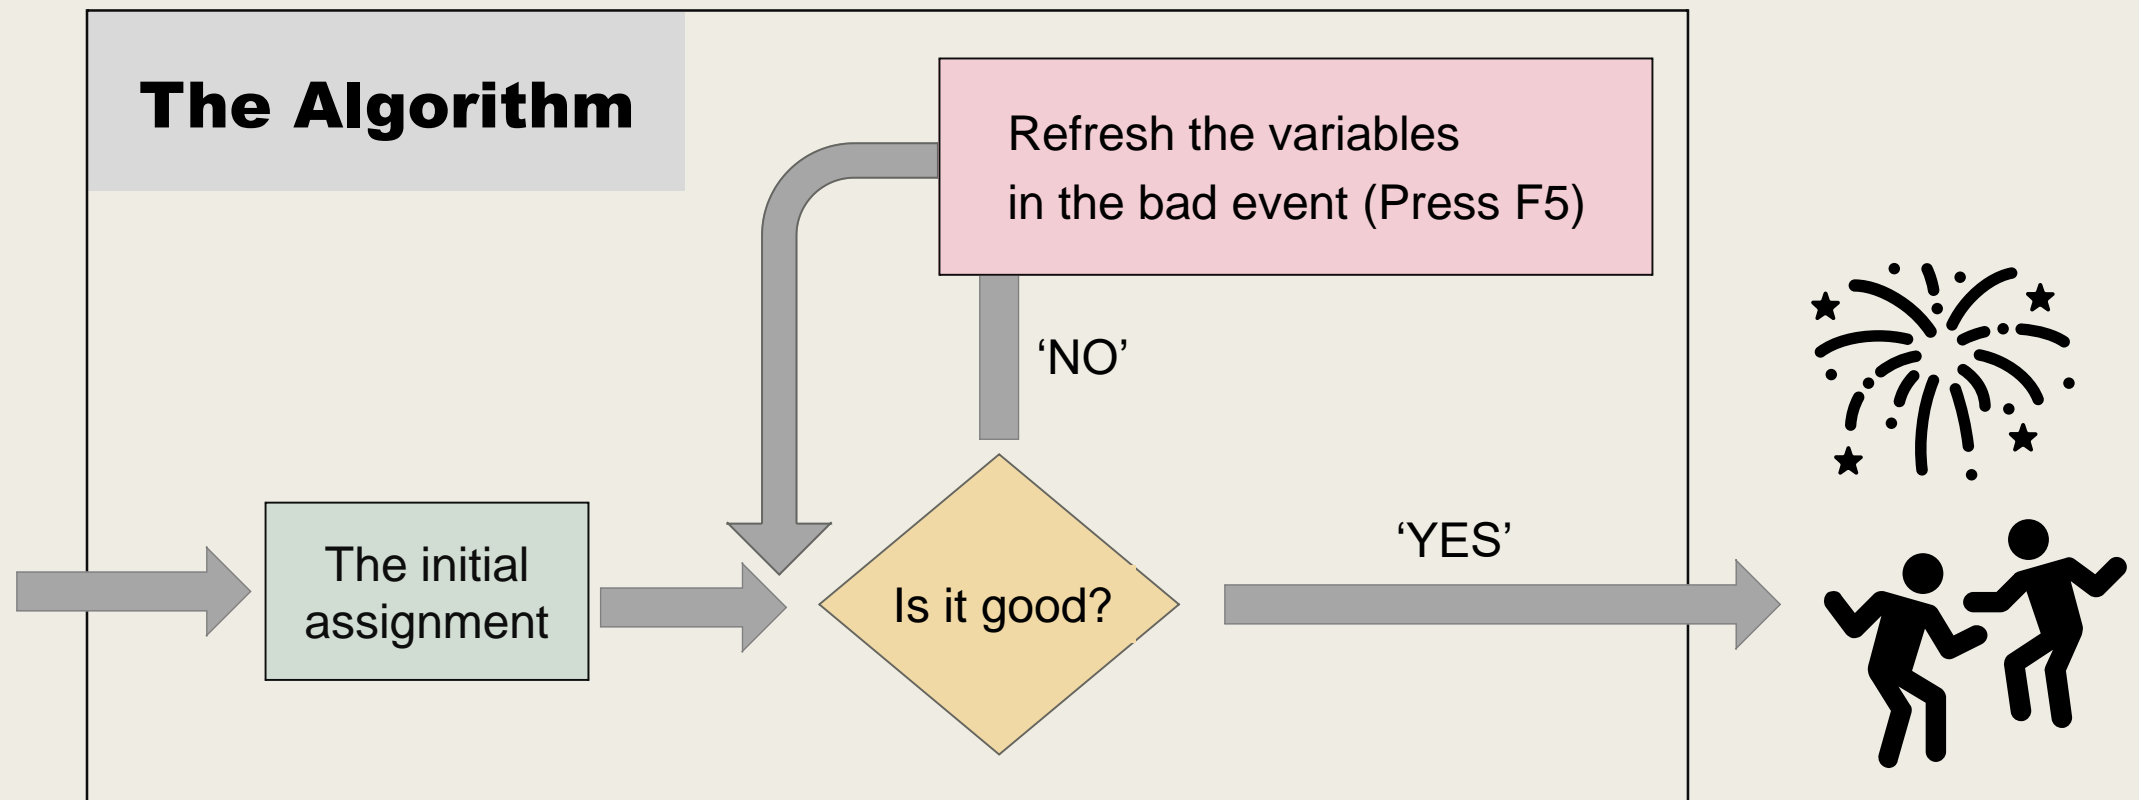 The Algorithm
Refresh the variables
in the bad event (Press F5)
‘NO’
‘YES’
The initial
assignment
Is it good?